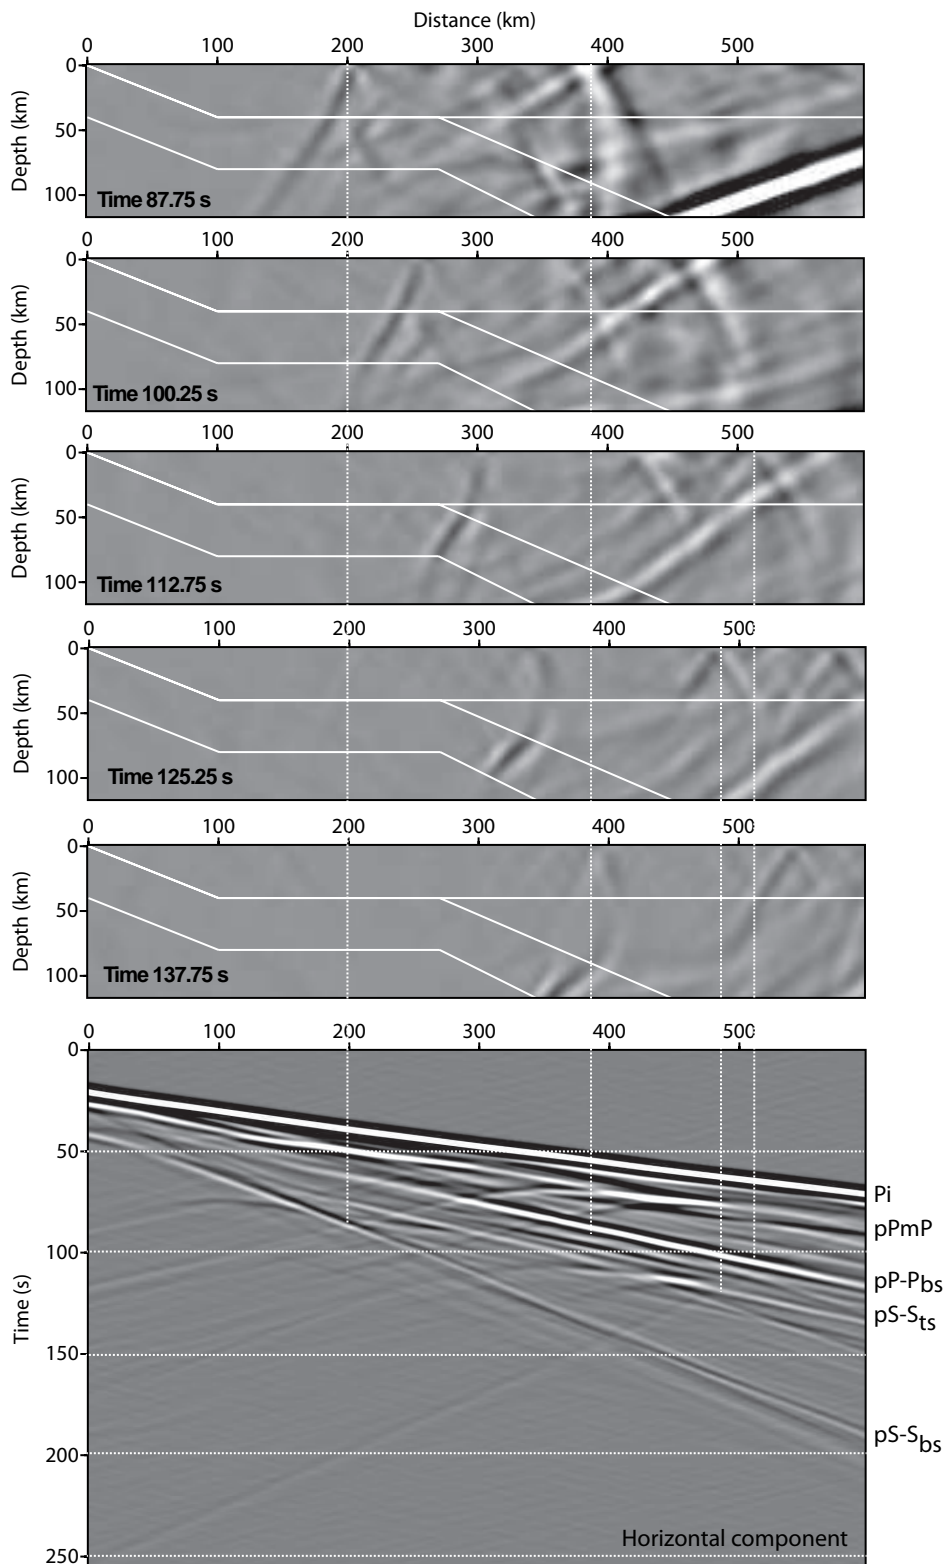 Distance (km)
0 100 200 300 400 500
0
50
100
Depth (km)
Time 87.75 s
0 100 200 300 400 500
0
50
100
Depth (km)
Time 100.25 s
0 100 200 300 400 500
0
50
100
Depth (km)
Time 112.75 s
0 100 200 300 400 500
0
50
100
Depth (km)
Time 125.25 s
0 100 200 300 400 500
0
50
100
Depth (km)
Time 137.75 s
0 100 200 300 400 500
0
50
100
150
200
250
Time (s)
Pi
pPmP
pP-Pbs
pS-Sts
pS-Sbs
Horizontal component